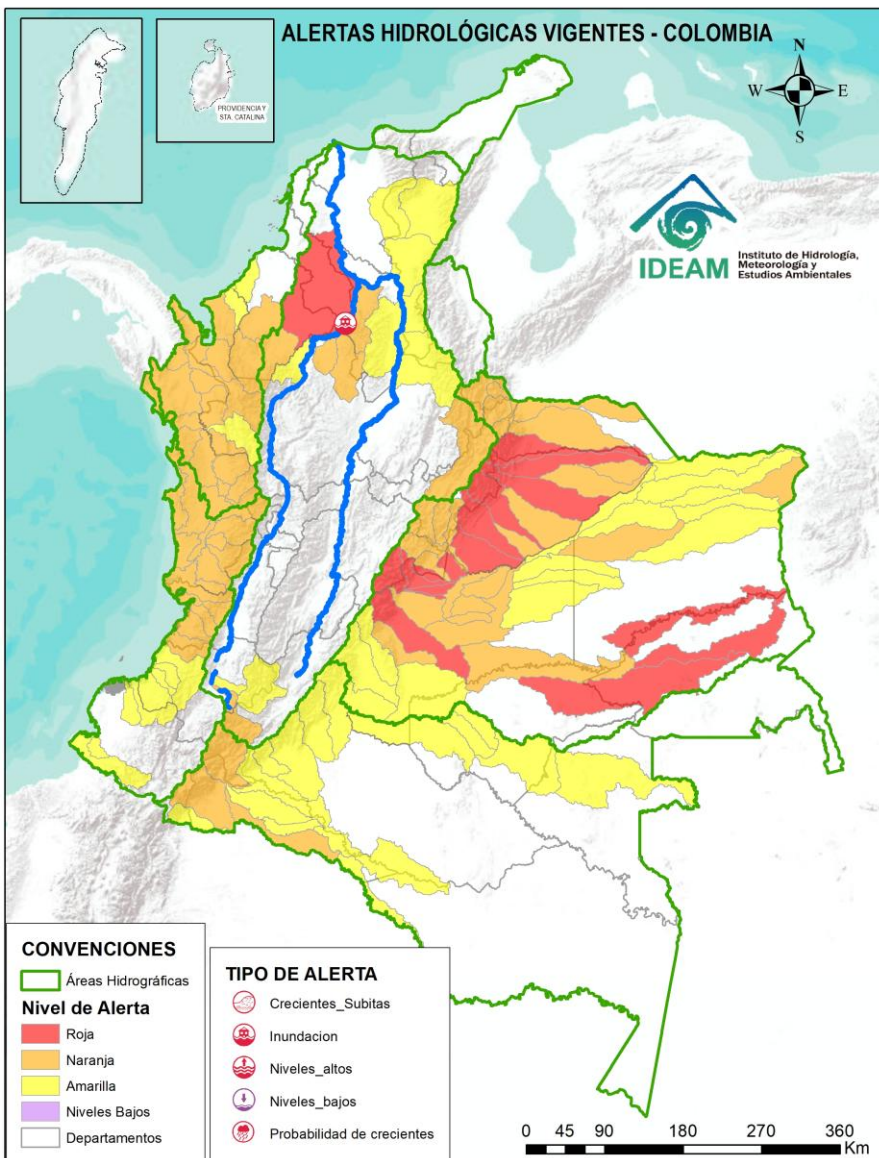 ALERTAS HIDROLÓGICAS VIGENTES - COLOMBIA
PROVIDENCIA Y
STA. CATALINA
N
W
E
S
IDEAM
Instituto de Hidrología,
Meteorología y
Estudios Ambientales
CONVENCIONES
Áreas Hidrográficas
Nivel de Alerta
Roja
Naranja
Amarilla
Niveles Bajos
Departamentos
TIPO DE ALERTA
Crecientes_Subitas
Inundacion
Niveles_altos
Niveles_bajos
Probabilidad de crecientes
0 45 90 180 270 360
Km